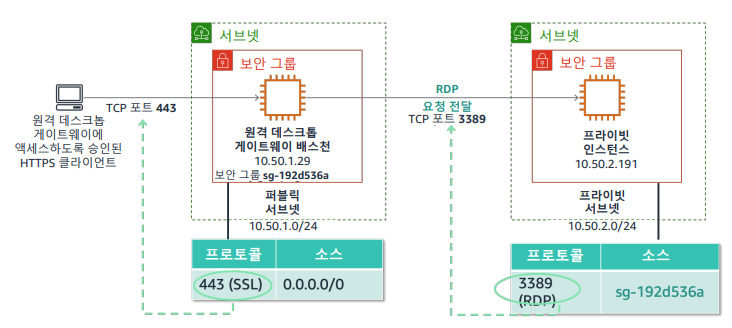 서브넷
보안 그룹
TCP 포트 443
원격 데스크톱
게이트웨이에
액세스하도록 승인된
HTTPS 클라이언트
원격 데스크톱
게이트웨이 배스천
10.50.1.29
보안 그룹 sg-192d536a
퍼블릭
서브넷
10.50.1.0/24
프로토콜 소스
443 (SSL) 0.0.0.0/0
RDP
요청 전달
TCP 포트 3389
서브넷
보안 그룹
프라이빗
인스턴스
10.50.2.191
프라이빗
서브넷
10.50.2.0/24
프로토콜 소스
3389
(RDP) sg-192d536a